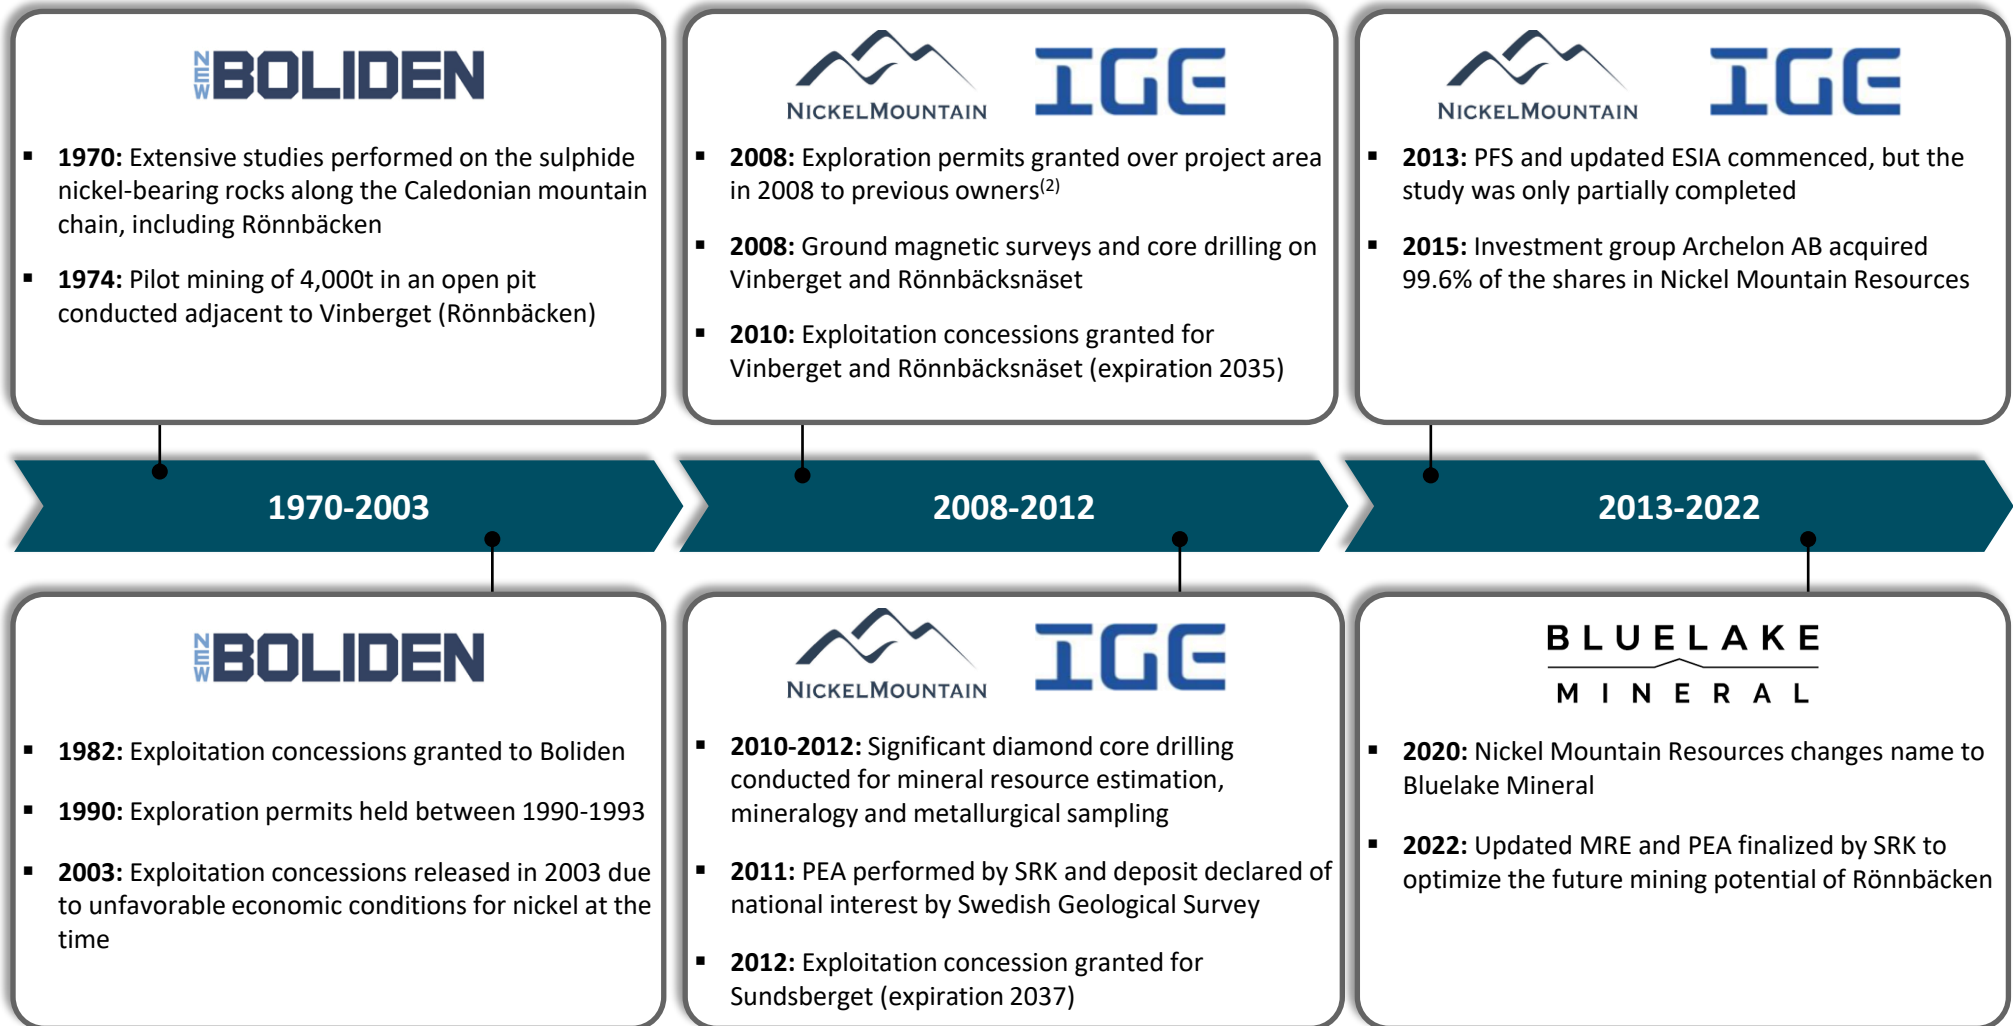 NEW BOLIDEN
▪ 1970: Extensive studies performed on the sulphide
nickel-bearing rocks along the Caledonian mountain
chain, including Rönnbäcken
▪ 1974: Pilot mining of 4,000t in an open pit
conducted adjacent to Vinberget (Rönnbäcken)
NICKELMOUNTAIN IGE
▪ 2008: Exploration permits granted over project area
in 2008 to previous owners(2)
▪ 2008: Ground magnetic surveys and core drilling on
Vinberget and Rönnbäcksnäset
▪ 2010: Exploitation concessions granted for
Vinberget and Rönnbäcksnäset (expiration 2035)
NICKELMOUNTAIN IGE
▪ 2013: PFS and updated ESIA commenced, but the
study was only partially completed
▪ 2015: Investment group Archelon AB acquired
99.6% of the shares in Nickel Mountain Resources
1970-2003
2008-2012
2013-2022
NEW BOLIDEN
▪ 1982: Exploitation concessions granted to Boliden
▪ 1990: Exploration permits held between 1990-1993
▪ 2003: Exploitation concessions released in 2003 due
to unfavorable economic conditions for nickel at the
time
NICKELMOUNTAIN IGE
▪ 2010-2012: Significant diamond core drilling
conducted for mineral resource estimation,
mineralogy and metallurgical sampling
▪ 2011: PEA performed by SRK and deposit declared of
national interest by Swedish Geological Survey
▪ 2012: Exploitation concession granted for
Sundsberget (expiration 2037)
BLUELAKE
MINERAL
▪ 2020: Nickel Mountain Resources changes name to
Bluelake Mineral
▪ 2022: Updated MRE and PEA finalized by SRK to
optimize the future mining potential of Rönnbäcken